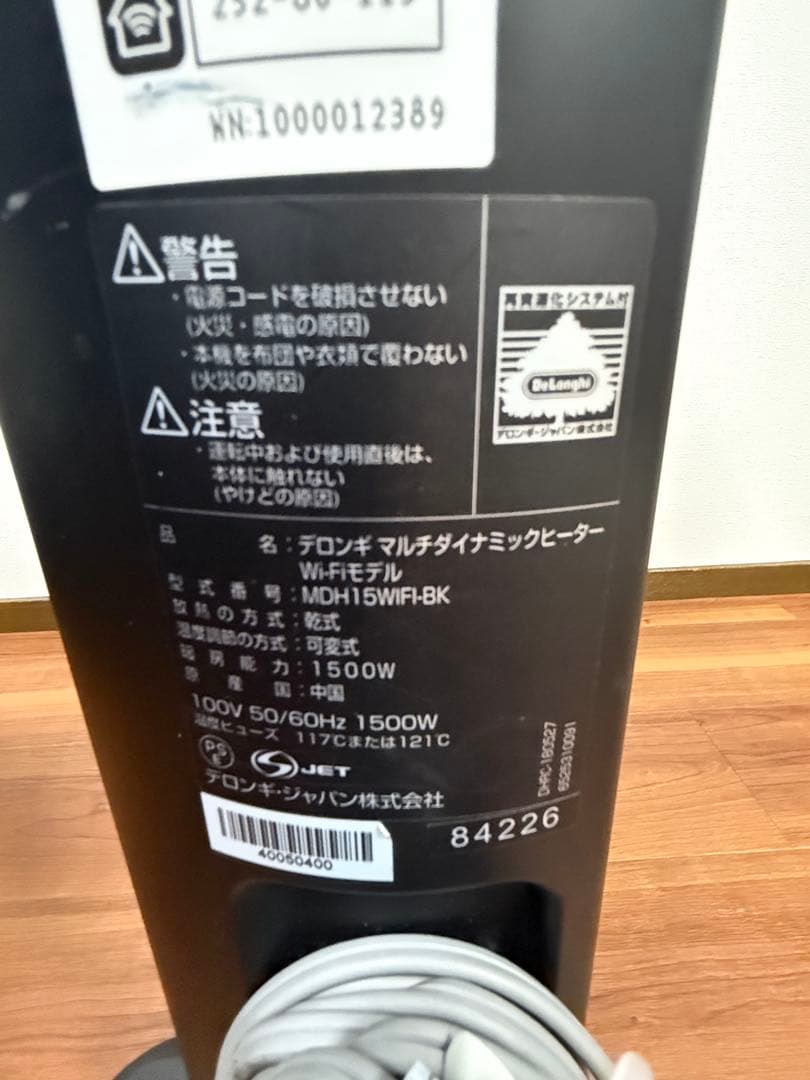 WN:1000012389
警告
・電源コードを破損させない
(火災・感電の原因)
・本機を布団や衣類で覆わない
(火災の原因)
注意
・運転中および使用直後は、
本体に触れない
(やけどの原因)
再資源化システム付
DeLonghi
デロンギ・ジャパン株式会社
品 名：デロンギ マルチダイナミックヒーター
Wi-Fiモデル
型式番号：MDH15WIFI-BK
放熱の方式：乾式
温度調節の方式：可変式
暖房能力：1500W
原産国：中国
100V 50/60Hz 1500W
温度ヒューズ 117℃または121℃
PS
E
JET
デロンギ・ジャパン株式会社
DHRC-180527
6525310091
84226
40050400